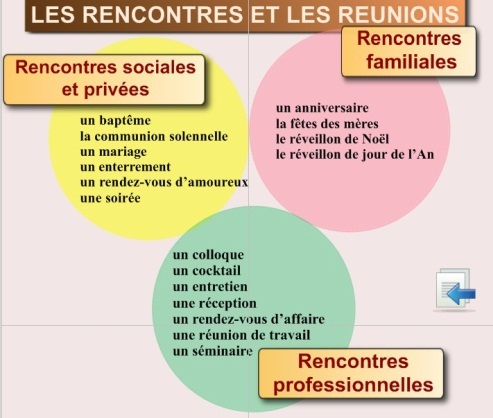 LES RENCONTRES ET LES REUNIONS
Rencontres sociales
et privées
un baptême
la communion solennelle
un mariage
un enterrement
un rendez-vous d'amoureux
une soirée
Rencontres
familiales
un anniversaire
la fêtes des mères
le réveillon de Noël
le réveillon de jour de l'An
un colloque
un cocktail
un entretien
une réception
un rendez-vous d'affaire
une réunion de travail
un séminaire
Rencontres
professionnelles